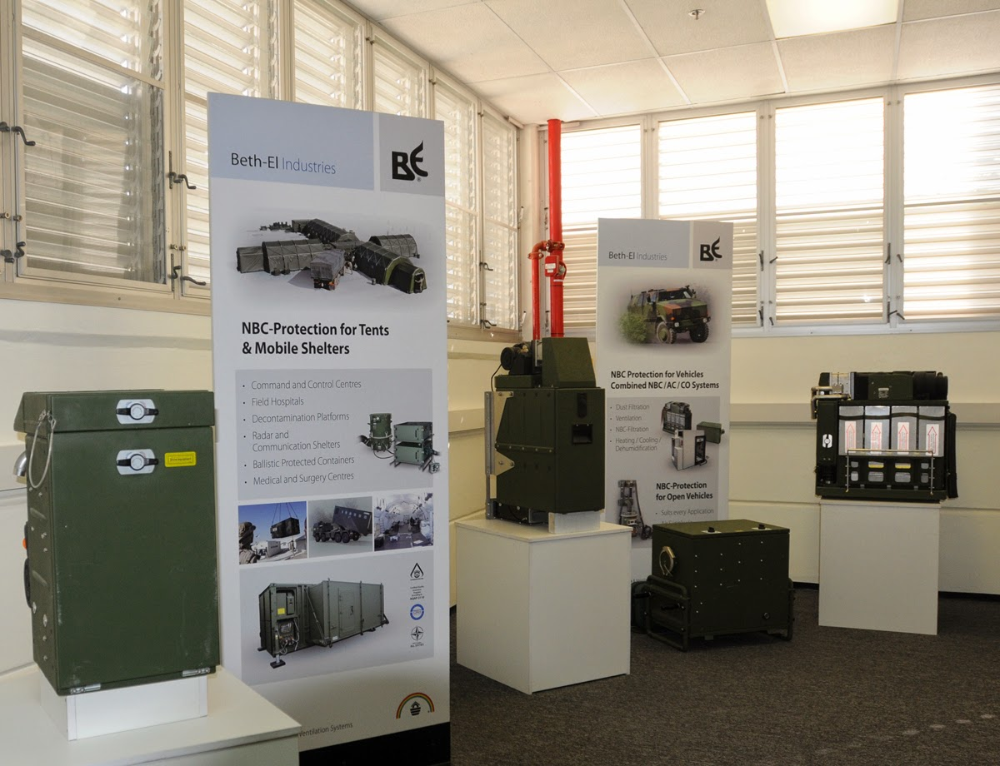 Beth-El Industries
BE
®
NBC-Protection for Tents
& Mobile Shelters
• Command and Control Centres
• Field Hospitals
• Decontamination Platforms
• Radar and
Communication Shelters
• Ballistic Protected Containers
• Medical and Surgery Centres
Ventilation Systems
Beth-El Industries
BE
NBC Protection for Vehicles
Combined NBC / AC / CO Systems
• Dust Filtration
• Ventilation
• NBC-Filtration
• Heating / Cooling /
Dehumidification
NBC-Protection
for Open Vehicles
• Suits every Application